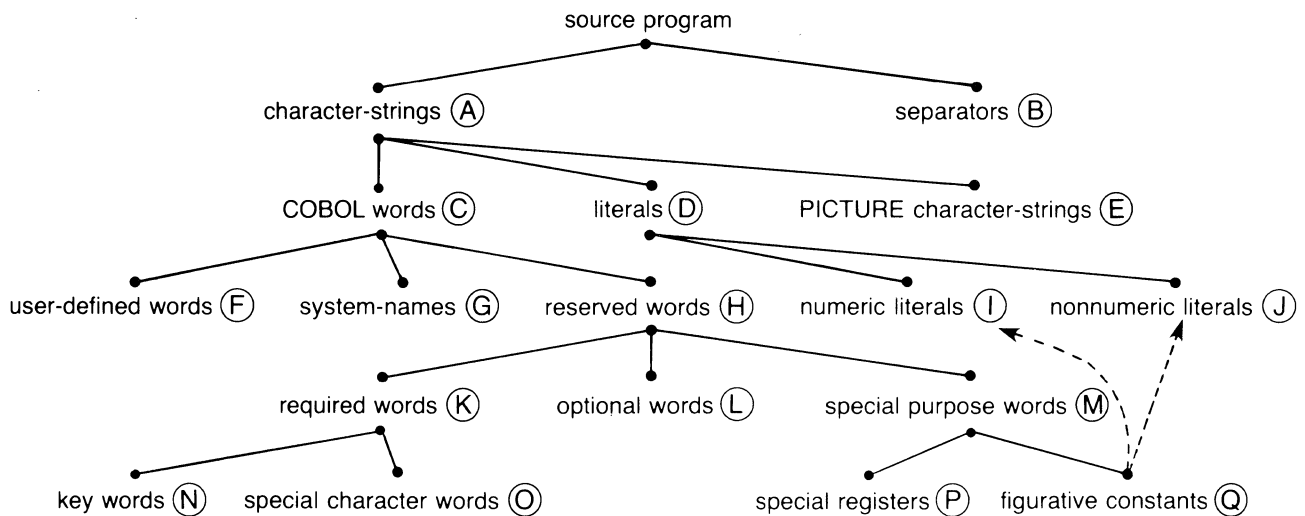 source program
character-strings A
separators B
COBOL words C
literals D
PICTURE character-strings E
user-defined words F
system-names G
reserved words H
numeric literals I
nonnumeric literals J
required words K
optional words L
special purpose words M
key words N
special character words O
special registers P
figurative constants Q